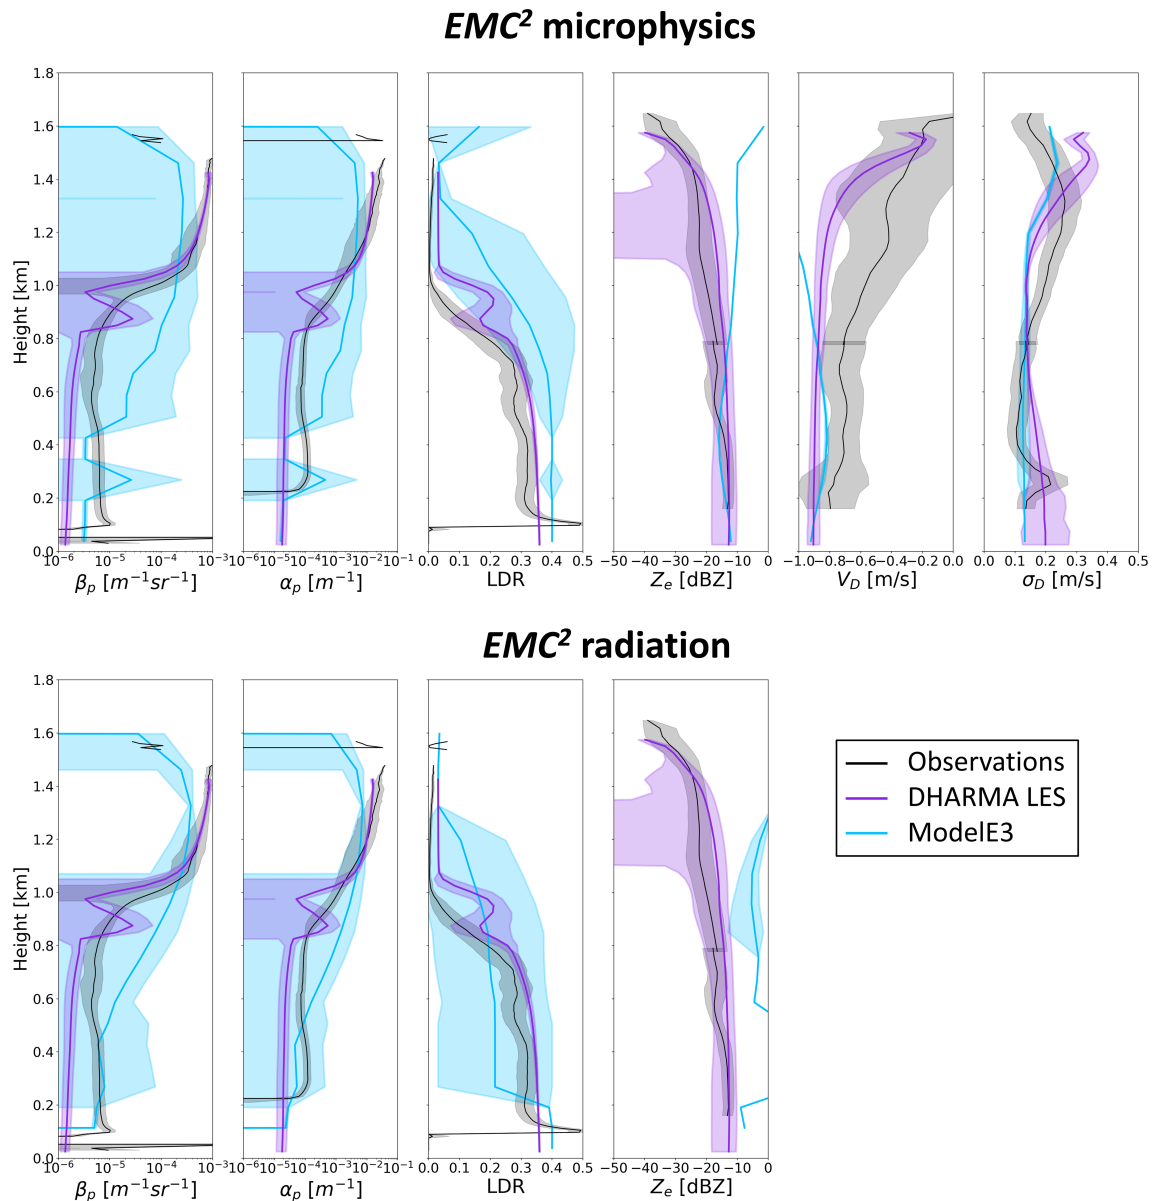 EMC² microphysics
1.8
1.6
1.4
1.2
1.0
0.8
0.6
0.4
0.2
0.0
Height [km]
10⁻⁶ 10⁻⁵ 10⁻⁴ 10⁻³
βₚ [m⁻¹sr⁻¹]
10⁻⁶ 10⁻⁵ 10⁻⁴ 10⁻³ 10⁻² 10⁻¹
αₚ [m⁻¹]
0.0 0.1 0.2 0.3 0.4 0.5
LDR
−50 −40 −30 −20 −10 0
Zₑ [dBZ]
−1.0 −0.8 −0.6 −0.4 −0.2 0.0
V_D [m/s]
0.0 0.1 0.2 0.3 0.4 0.5
σ_D [m/s]
EMC² radiation
1.8
1.6
1.4
1.2
1.0
0.8
0.6
0.4
0.2
0.0
Height [km]
10⁻⁶ 10⁻⁵ 10⁻⁴ 10⁻³
βₚ [m⁻¹sr⁻¹]
10⁻⁶ 10⁻⁵ 10⁻⁴ 10⁻³ 10⁻² 10⁻¹
αₚ [m⁻¹]
0.0 0.1 0.2 0.3 0.4 0.5
LDR
−50 −40 −30 −20 −10 0
Zₑ [dBZ]
Observations
DHARMA LES
ModelE3